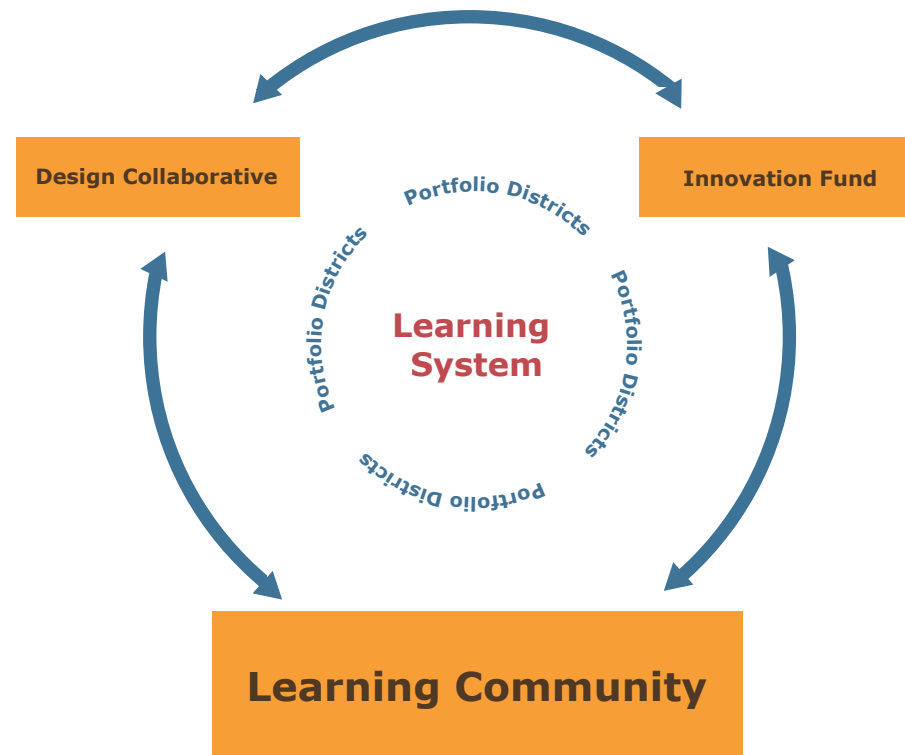 Design Collaborative
Innovation Fund
Portfolio Districts
Portfolio Districts
Portfolio Districts
Portfolio Districts
Learning
System
Learning Community